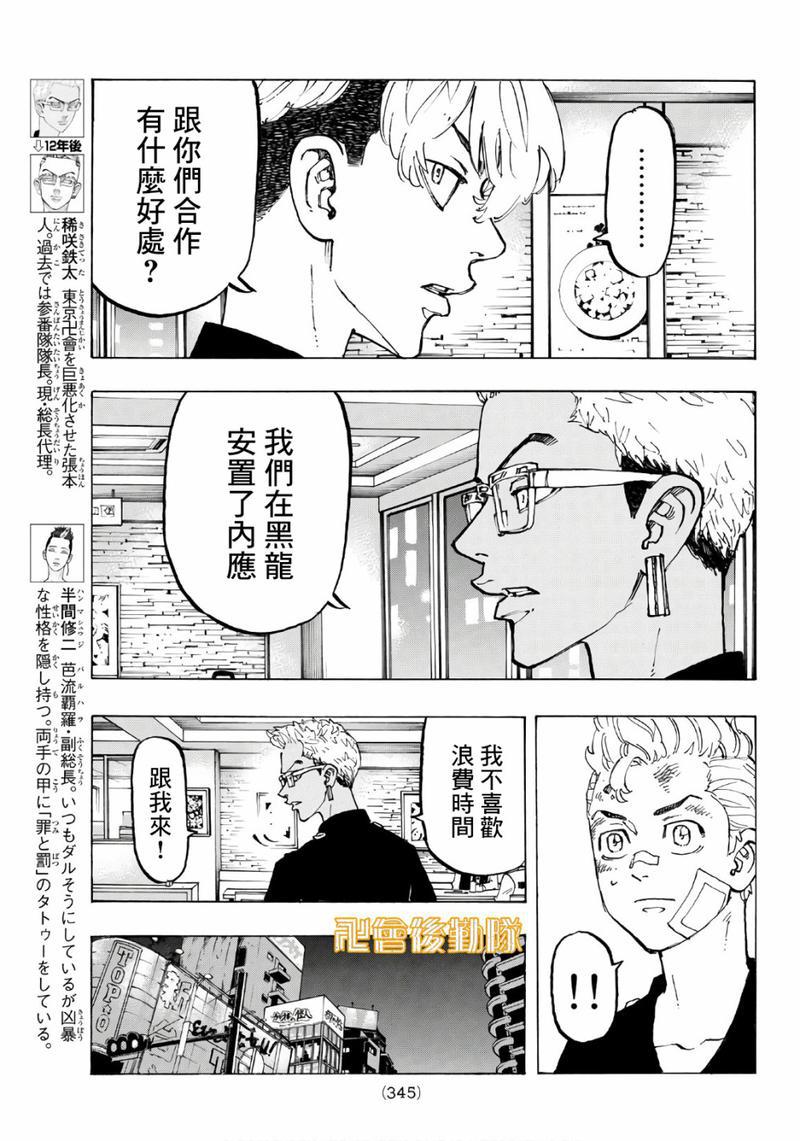 ………
跟你們合作
有什麼好處？
我們在黑龍
安置了內應
！！
我不喜歡
浪費時間
跟我來！
卍會後勤隊
TOPIO
⇩12年後
稀咲鉄太　東京卍會を巨悪化させた張本
人。過去では参番隊隊長。現・総長代理。
半間修二　芭流覇羅・副総長。いつもダルそうにしているが凶暴
な性格を隠し持つ。両手の甲に「罪と罰」のタトゥーをしている。
(345)